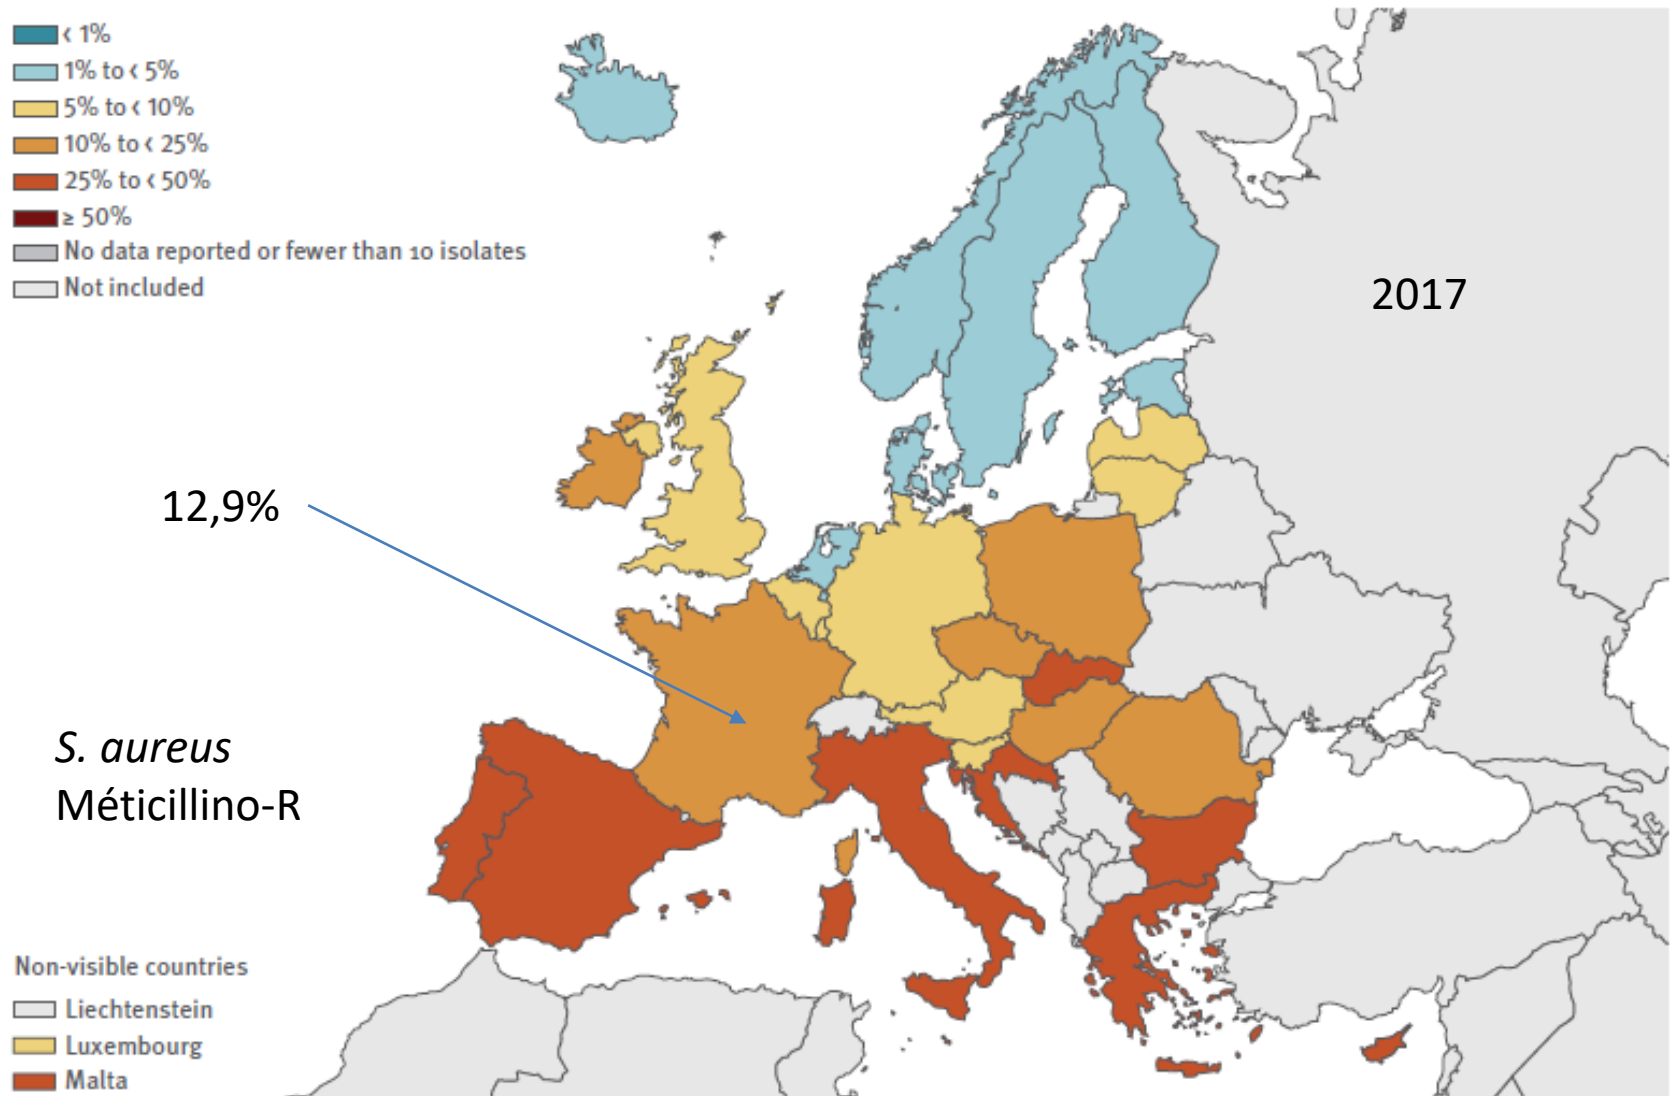 < 1%
1% to < 5%
5% to < 10%
10% to < 25%
25% to < 50%
≥ 50%
No data reported or fewer than 10 isolates
Not included
2017
12,9%
S. aureus
Méticillino-R
Non-visible countries
Liechtenstein
Luxembourg
Malta